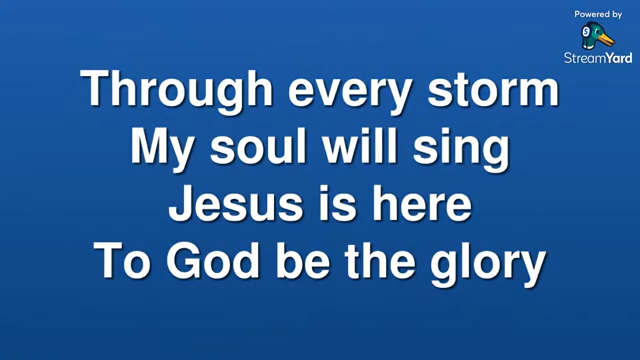 Powered by
StreamYard
Through every storm
My soul will sing
Jesus is here
To God be the glory